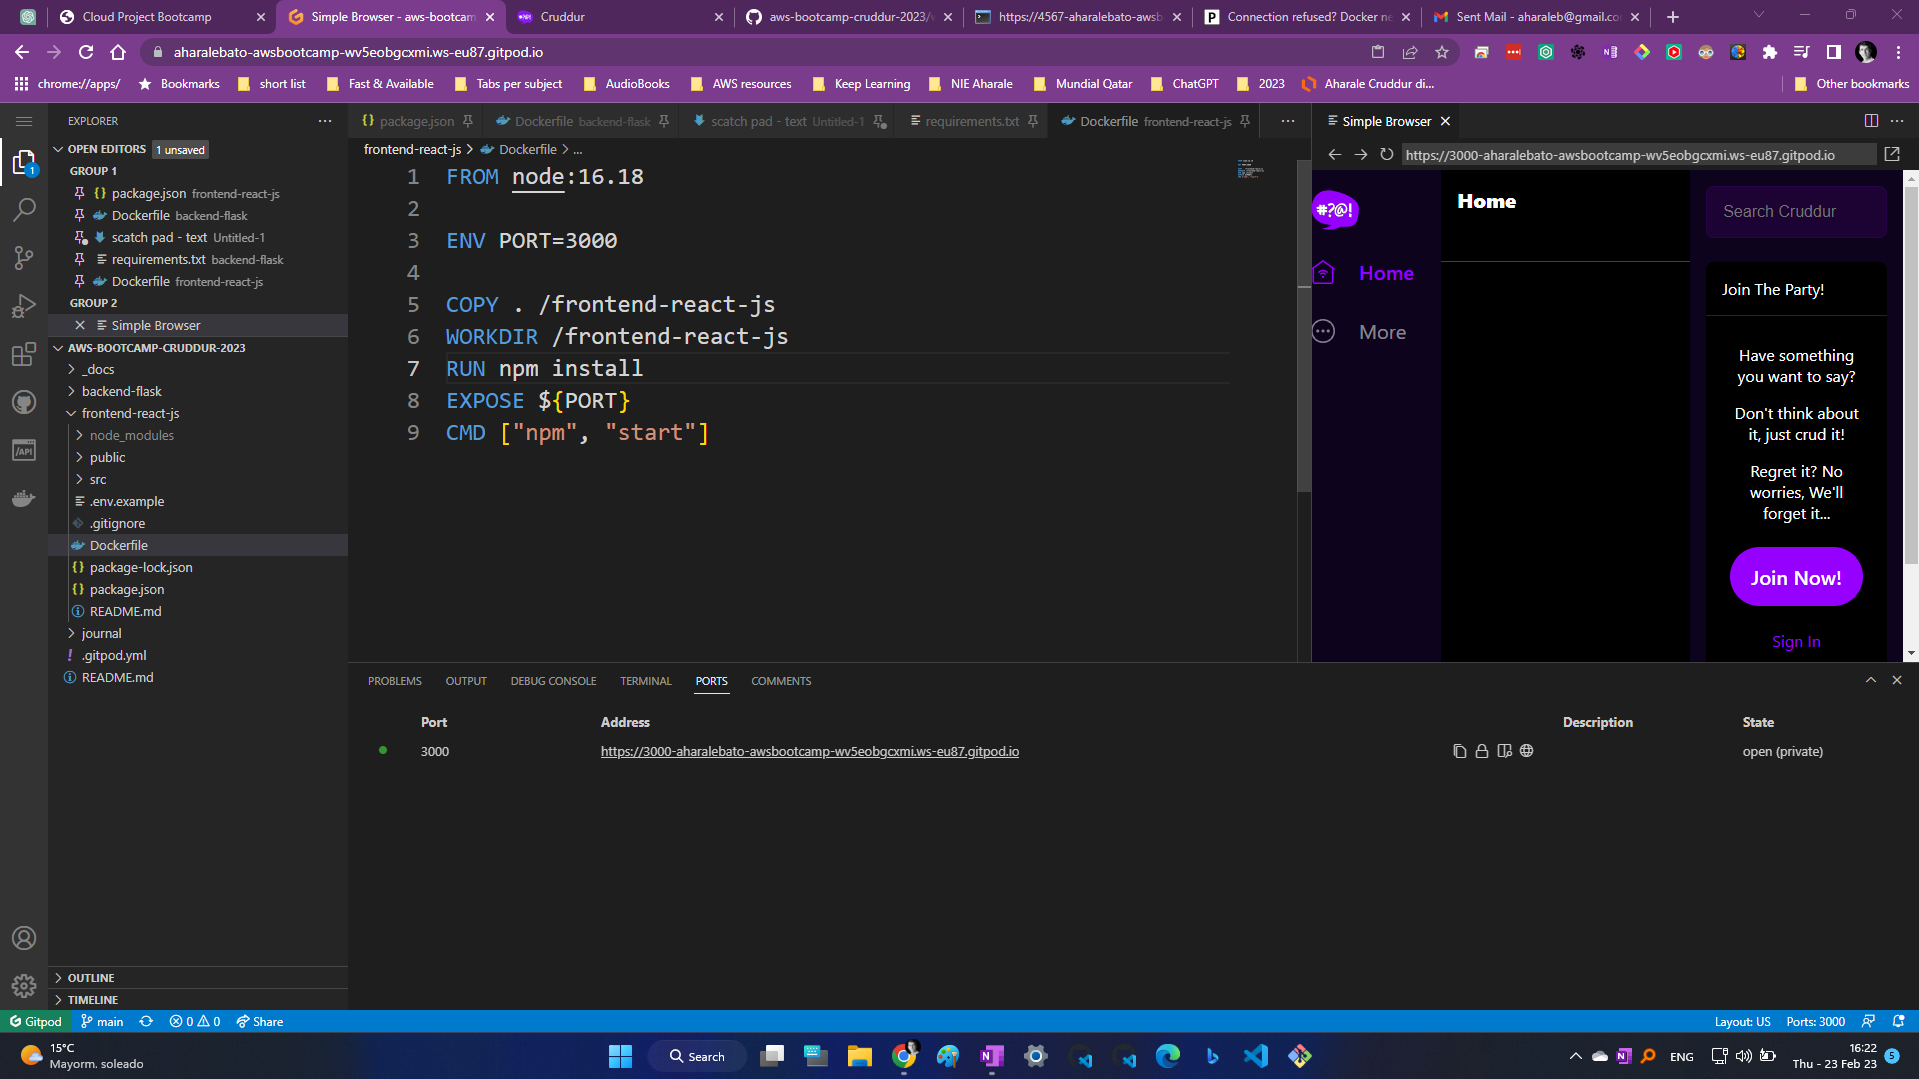 Cloud Project Bootcamp
Simple Browser - aws-bootcam
Cruddur
aws-bootcamp-cruddur-2023/w
https://4567-aharalebato-awsb
Connection refused? Docker ne
Sent Mail - aharaleb@gmail.co
aharalebato-awsbootcamp-wv5eobgcxmi.ws-eu87.gitpod.io
chrome://apps/
Bookmarks
short list
Fast & Available
Tabs per subject
AudioBooks
AWS resources
Keep Learning
NIE Aharale
Mundial Qatar
ChatGPT
2023
Aharale Cruddur di...
Other bookmarks
EXPLORER
OPEN EDITORS 1 unsaved
GROUP 1
package.json frontend-react-js
Dockerfile backend-flask
scatch pad - text Untitled-1
requirements.txt backend-flask
Dockerfile frontend-react-js
GROUP 2
Simple Browser
AWS-BOOTCAMP-CRUDDUR-2023
_docs
backend-flask
frontend-react-js
node_modules
public
src
.env.example
.gitignore
Dockerfile
package-lock.json
package.json
README.md
journal
.gitpod.yml
README.md
OUTLINE
TIMELINE
package.json
Dockerfile backend-flask
scatch pad - text Untitled-1
requirements.txt
Dockerfile frontend-react-js
frontend-react-js > Dockerfile > ...
1 FROM node:16.18
2
3 ENV PORT=3000
4
5 COPY . /frontend-react-js
6 WORKDIR /frontend-react-js
7 RUN npm install
8 EXPOSE ${PORT}
9 CMD ["npm", "start"]
Simple Browser
https://3000-aharalebato-awsbootcamp-wv5eobgcxmi.ws-eu87.gitpod.io
#?@!
Home
More
Home
Search Cruddur
Join The Party!
Have something
you want to say?
Don't think about
it, just crud it!
Regret it? No
worries, We'll
forget it...
Join Now!
Sign In
PROBLEMS
OUTPUT
DEBUG CONSOLE
TERMINAL
PORTS
COMMENTS
Port Address Description State
3000 https://3000-aharalebato-awsbootcamp-wv5eobgcxmi.ws-eu87.gitpod.io open (private)
Gitpod
main
0 0
Share
Layout: US
Ports: 3000
15°C
Mayorm. soleado
Search
ENG
16:22
Thu - 23 Feb 23
5